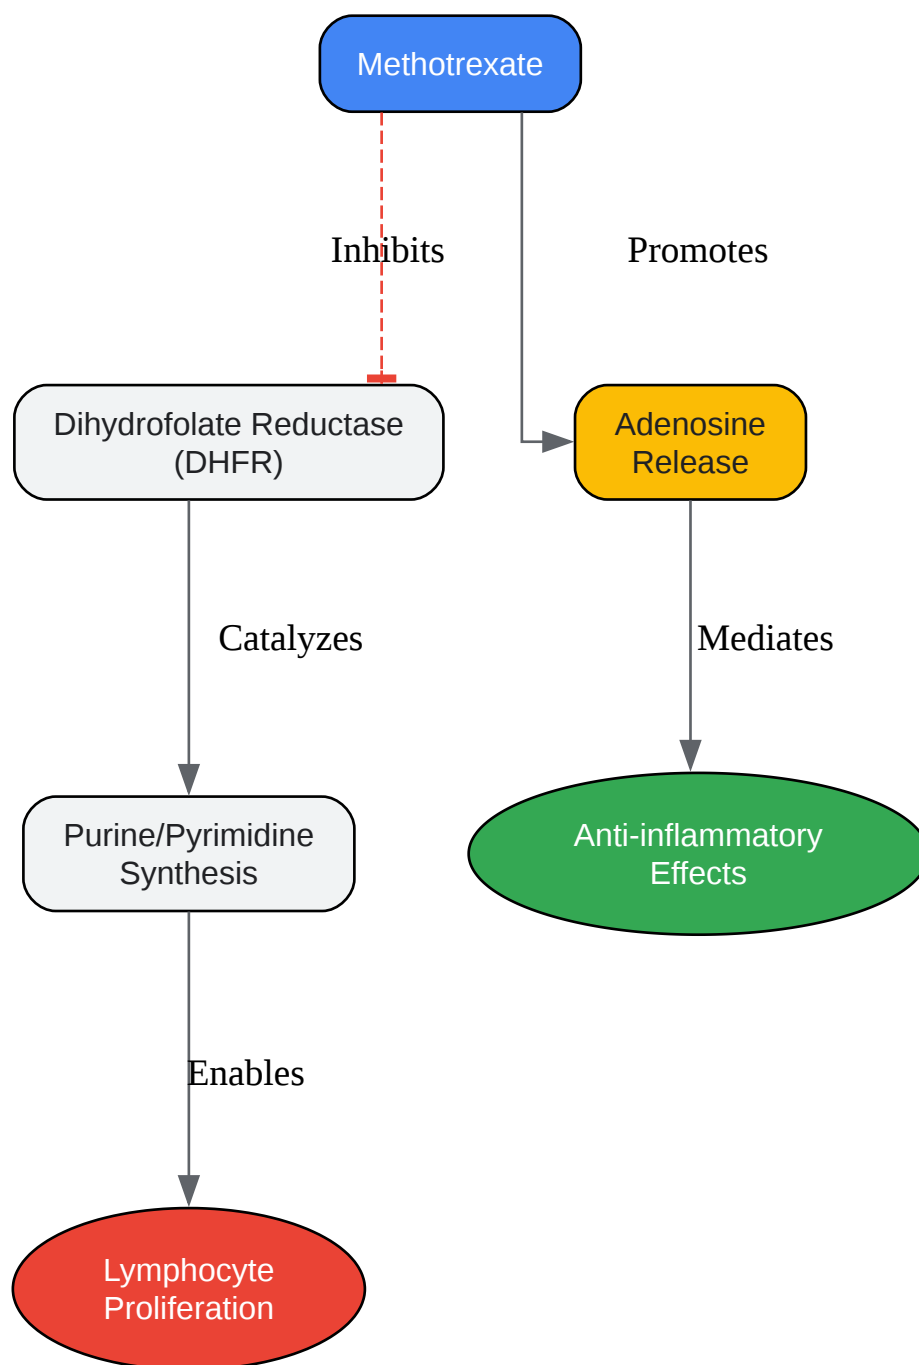 Methotrexate
Inhibits
Promotes
Dihydrofolate Reductase
(DHFR)
Adenosine
Release
Catalyzes
Mediates
Purine/Pyrimidine
Synthesis
Anti-inflammatory
Effects
Enables
Lymphocyte
Proliferation